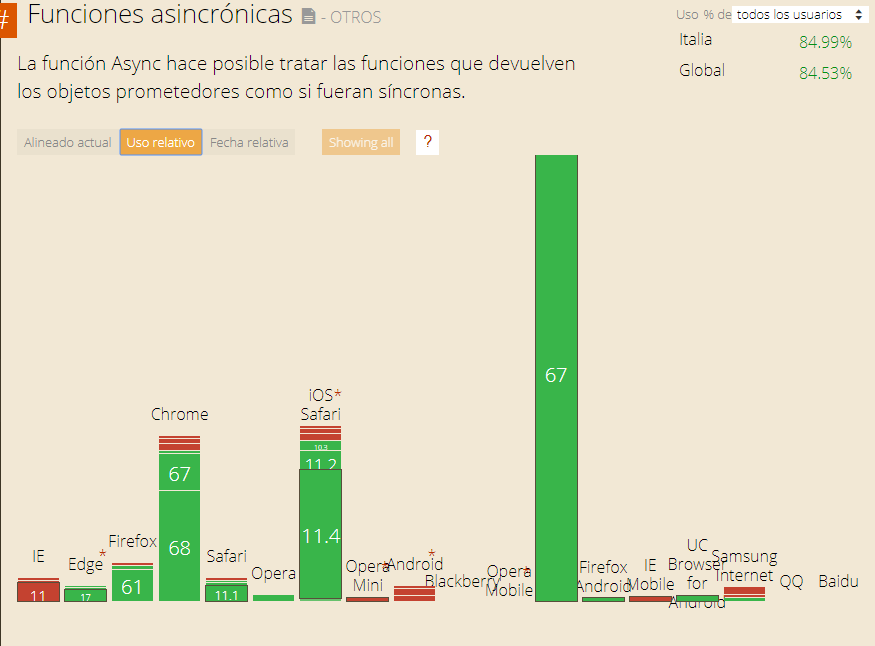 #
Funciones asincrónicas - OTROS
Uso % de todos los usuarios
Italia 84.99%
Global 84.53%
La función Async hace posible tratar las funciones que devuelven
los objetos prometedores como si fueran síncronas.
Alineado actual Uso relativo Fecha relativa Showing all ?
IE
11
Edge *
17
Firefox
61
Chrome
67
68
Safari
11.1
Opera
iOS *
Safari
10.3
11.2
11.4
Opera *
Mini
Android *
Blackberry
Opera *
Mobile
67
Firefox
Android
IE
Mobile
UC
Browser
for
Android
Samsung
Internet
QQ
Baidu